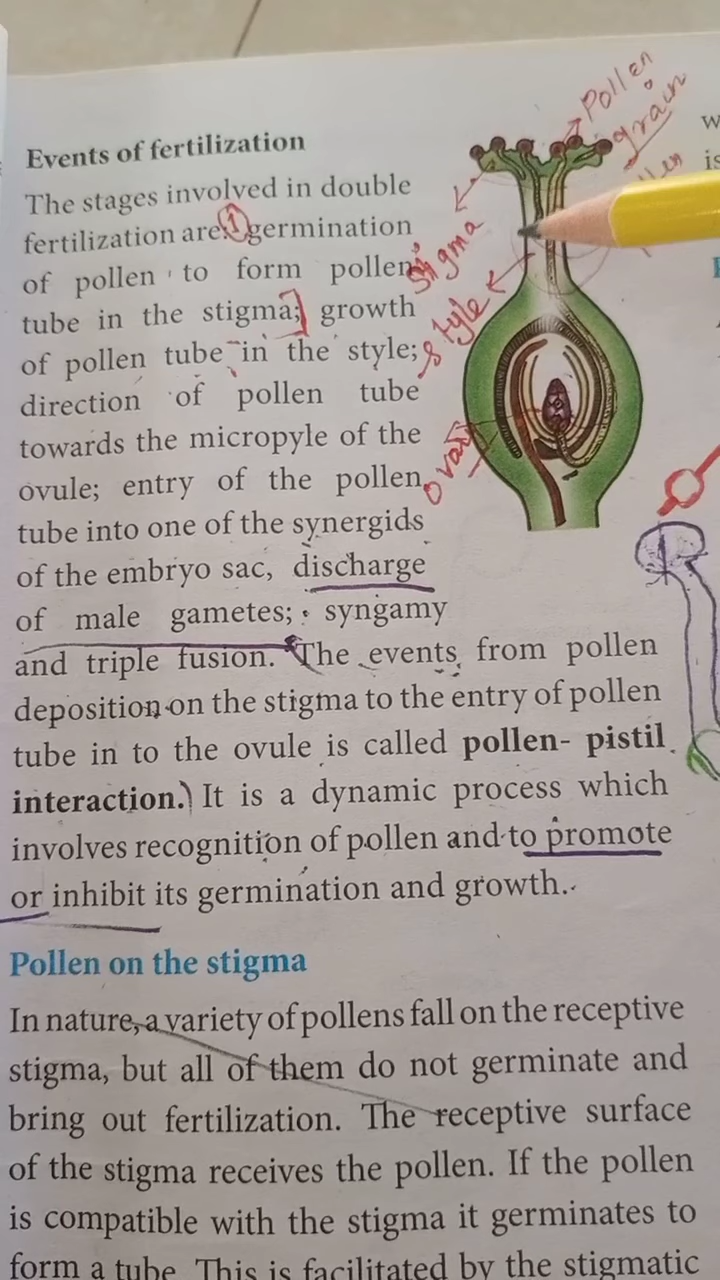 Events of fertilization
The stages involved in double
fertilization are: 1 germination
of pollen to form pollen
tube in the stigma; growth
of pollen tube in the style;
direction of pollen tube
towards the micropyle of the
ovule; entry of the pollen
tube into one of the synergids
of the embryo sac, discharge
of male gametes; syngamy
and triple fusion. The events from pollen
deposition on the stigma to the entry of pollen
tube in to the ovule is called pollen- pistil
interaction.) It is a dynamic process which
involves recognition of pollen and to promote
or inhibit its germination and growth.
Pollen on the stigma
In nature, a variety of pollens fall on the receptive
stigma, but all of them do not germinate and
bring out fertilization. The receptive surface
of the stigma receives the pollen. If the pollen
is compatible with the stigma it germinates to
form a tube. This is facilitated by the stigmatic
Pollen
grain
Stigma
Style
Ovary
w
is